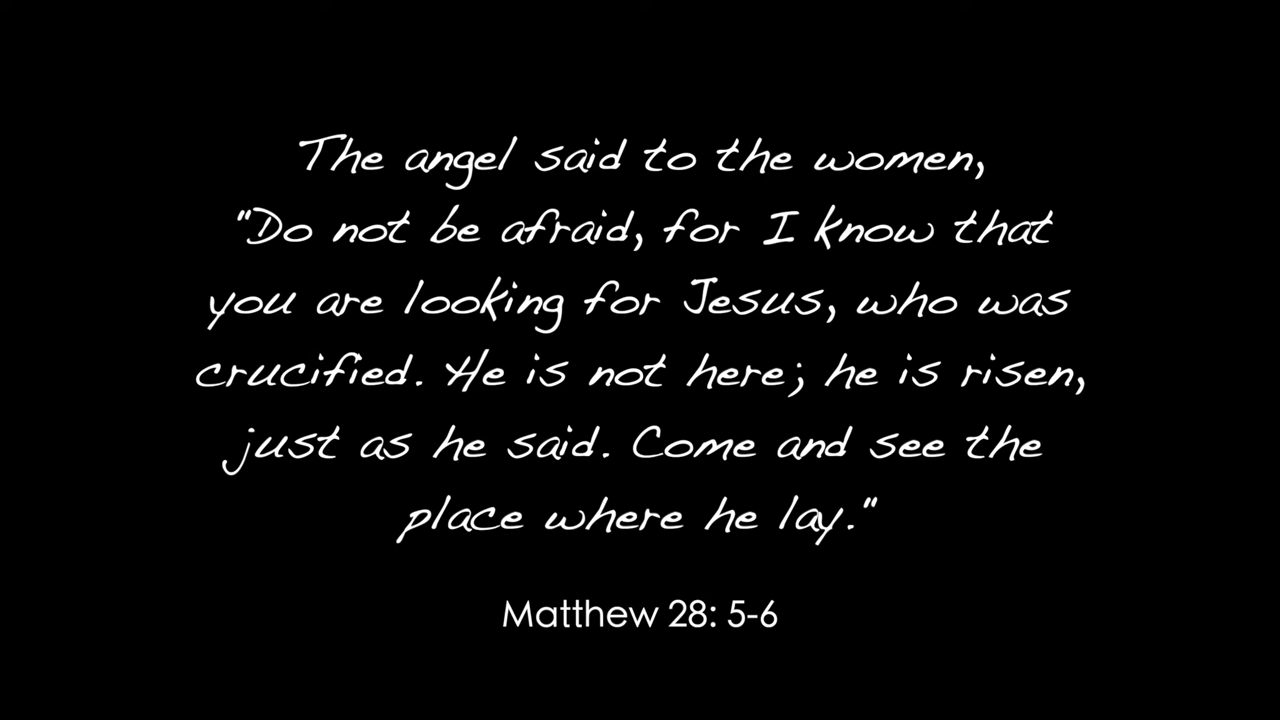 The angel said to the women,
"Do not be afraid, for I know that
you are looking for Jesus, who was
crucified. He is not here; he is risen,
just as he said. Come and see the
place where he lay."
Matthew 28: 5-6